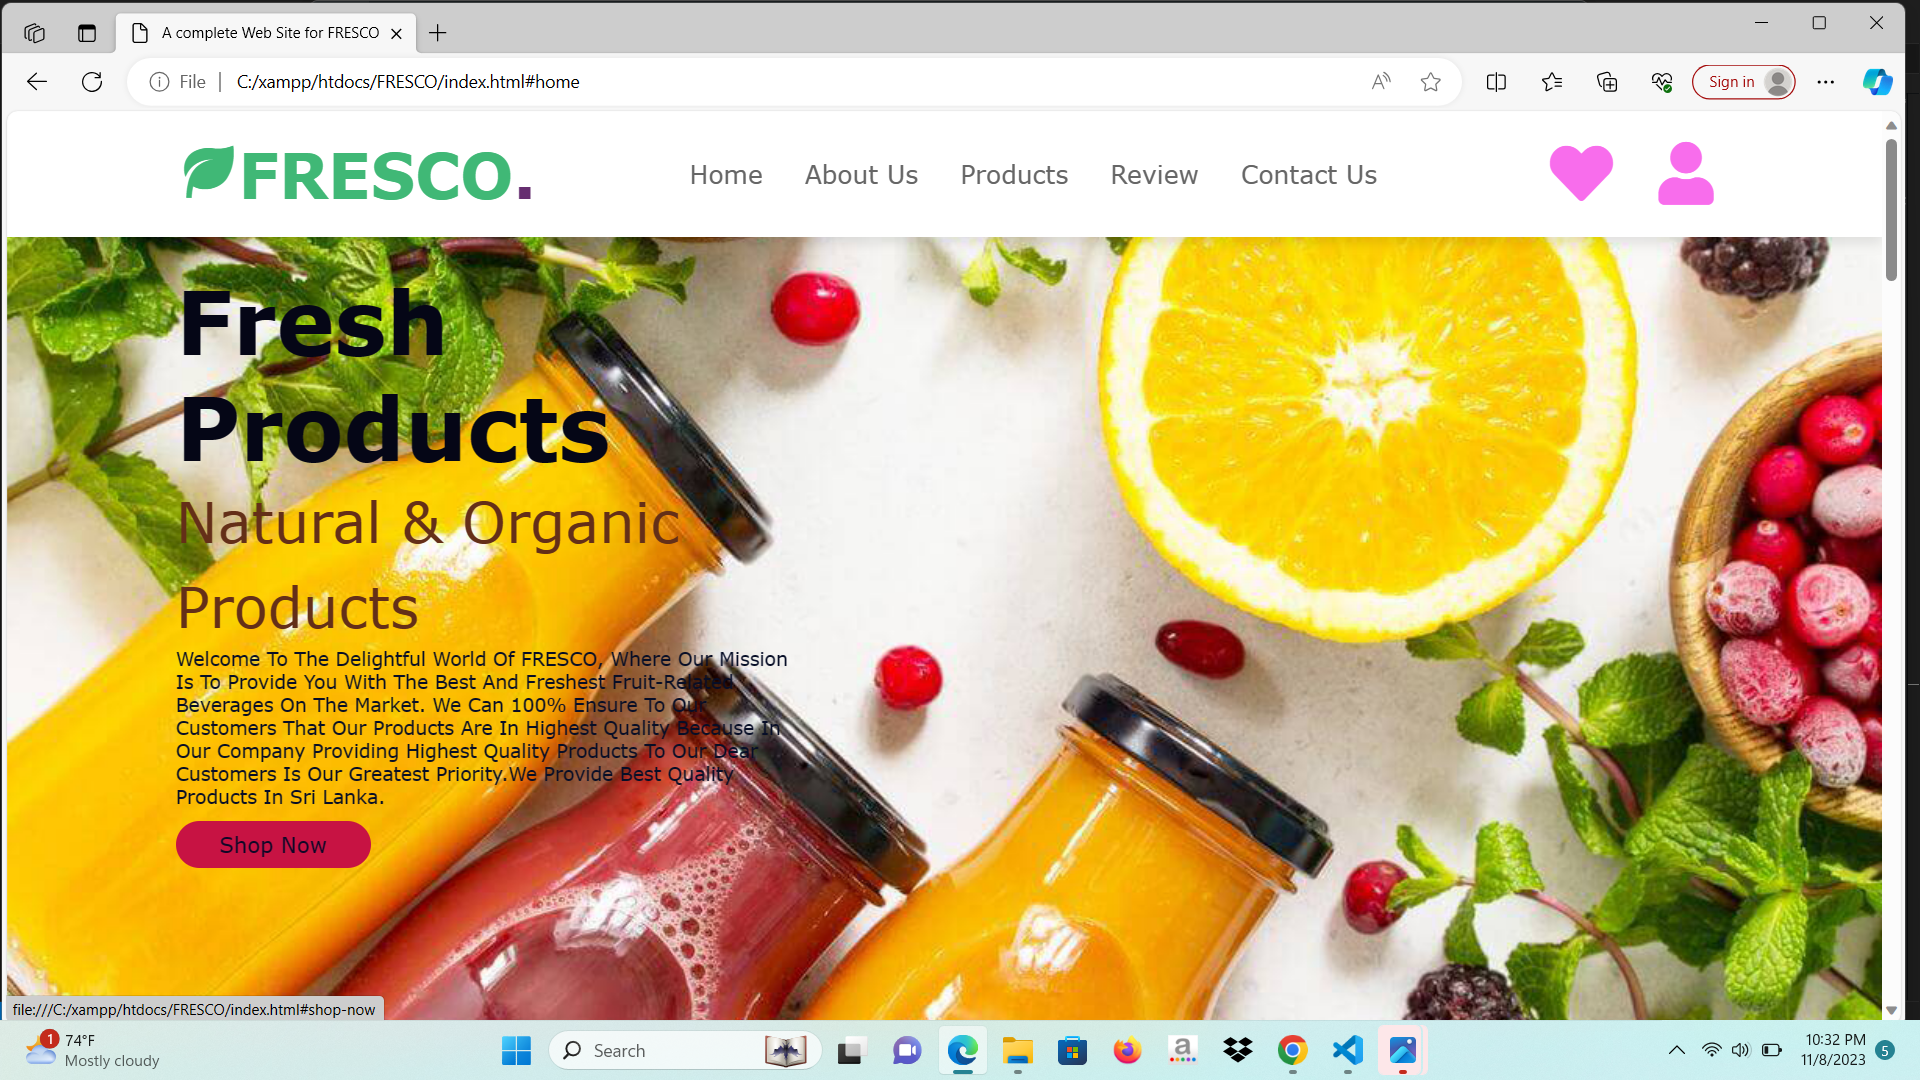 A complete Web Site for FRESCO
File
C:/xampp/htdocs/FRESCO/index.html#home
Sign in
FRESCO.
Home
About Us
Products
Review
Contact Us
Fresh
Products
Natural & Organic
Products
Welcome To The Delightful World Of FRESCO, Where Our Mission
Is To Provide You With The Best And Freshest Fruit-Related
Beverages On The Market. We Can 100% Ensure To Our
Customers That Our Products Are In Highest Quality Because In
Our Company Providing Highest Quality Products To Our Dear
Customers Is Our Greatest Priority.We Provide Best Quality
Products In Sri Lanka.
Shop Now
file:///C:/xampp/htdocs/FRESCO/index.html#shop-now
1
74°F
Mostly cloudy
Search
a
10:32 PM
11/8/2023
5